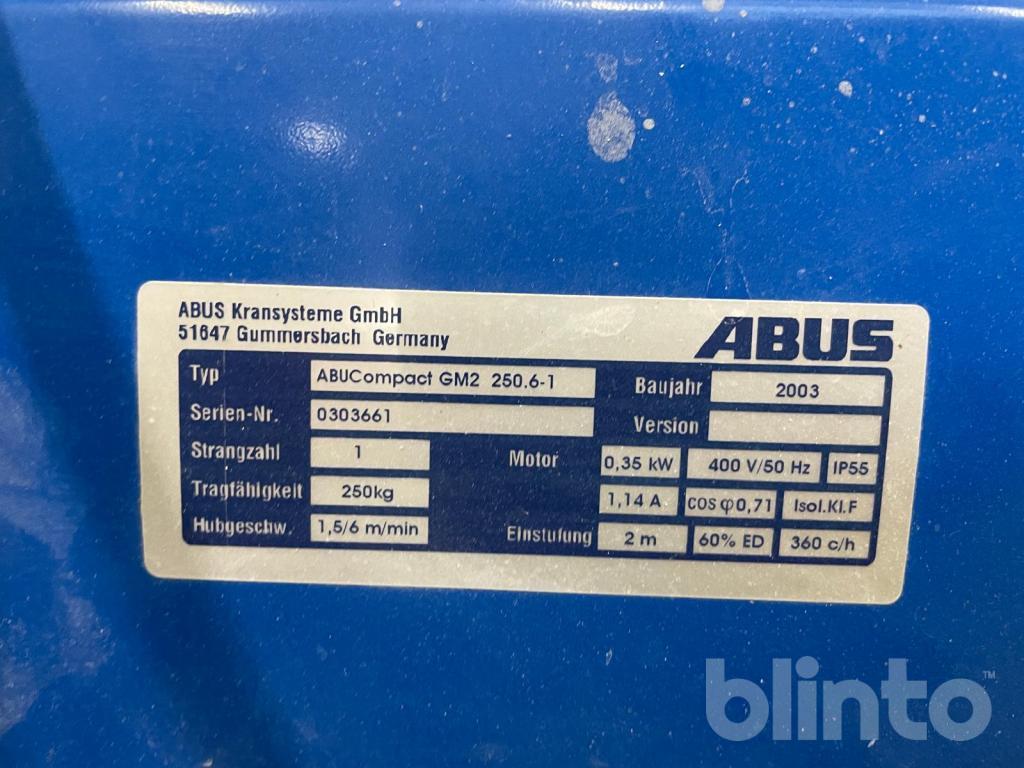 ABUS Kransysteme GmbH
51647 Gummersbach Germany
ABUS
Typ ABUCompact GM2 250.6-1
Baujahr 2003
Serien-Nr. 0303661
Version
Strangzahl 1
Motor 0,35 kW 400 V/50 Hz IP55
Tragfähigkeit 250kg
1,14 A cos φ 0,71 Isol.Kl.F
Hubgeschw. 1,5/6 m/min
Einstufung 2 m 60% ED 360 c/h
blinto™